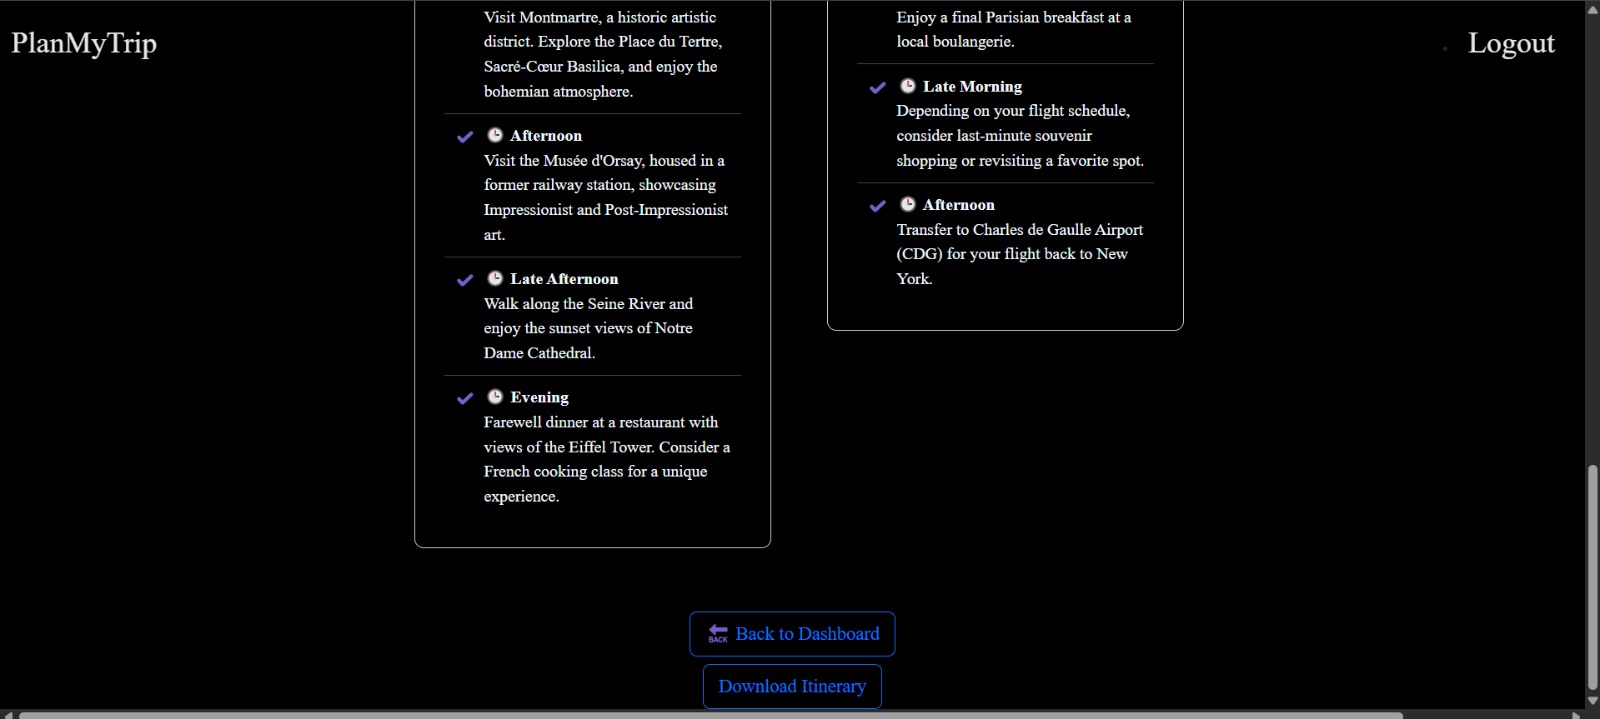 PlanMyTrip
Logout
Visit Montmartre, a historic artistic
district. Explore the Place du Tertre,
Sacré-Cœur Basilica, and enjoy the
bohemian atmosphere.
Afternoon
Visit the Musée d'Orsay, housed in a
former railway station, showcasing
Impressionist and Post-Impressionist
art.
Late Afternoon
Walk along the Seine River and
enjoy the sunset views of Notre
Dame Cathedral.
Evening
Farewell dinner at a restaurant with
views of the Eiffel Tower. Consider a
French cooking class for a unique
experience.
Enjoy a final Parisian breakfast at a
local boulangerie.
Late Morning
Depending on your flight schedule,
consider last-minute souvenir
shopping or revisiting a favorite spot.
Afternoon
Transfer to Charles de Gaulle Airport
(CDG) for your flight back to New
York.
BACK Back to Dashboard
Download Itinerary